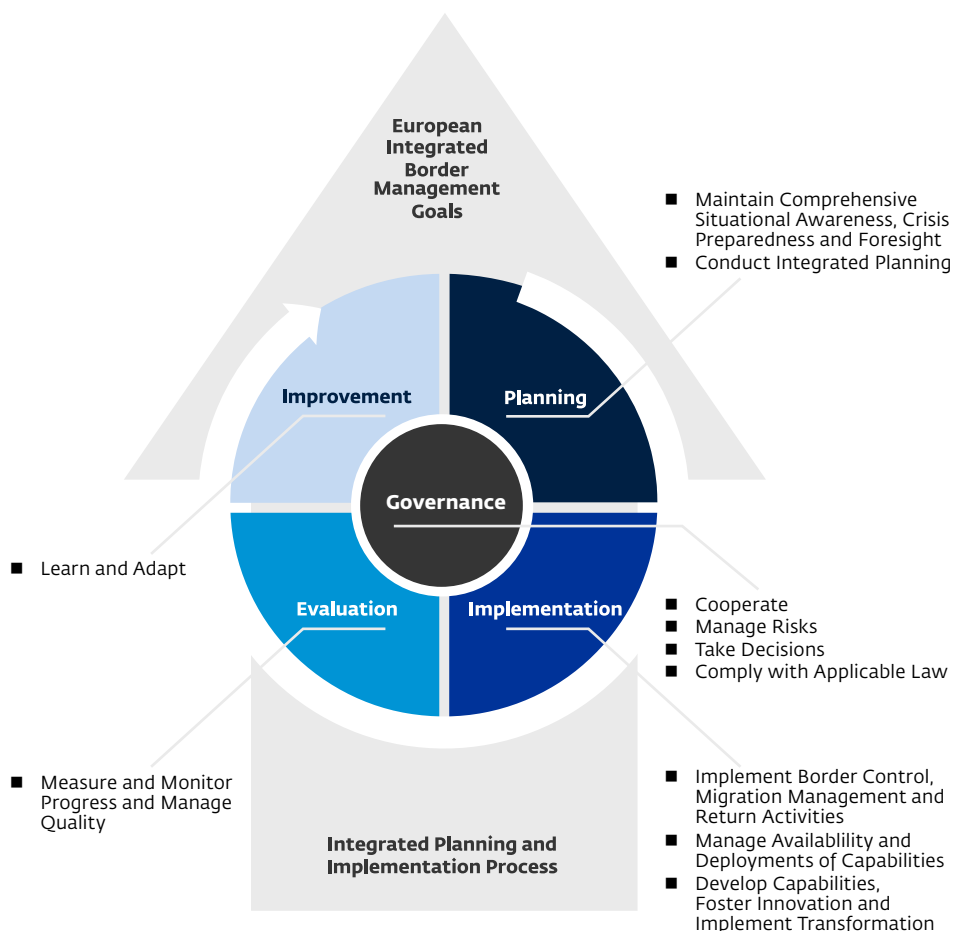 European
Integrated
Border
Management
Goals
■ Maintain Comprehensive
Situational Awareness, Crisis
Preparedness and Foresight
■ Conduct Integrated Planning
Improvement
Planning
Governance
■ Learn and Adapt
Evaluation
Implementation
■ Cooperate
■ Manage Risks
■ Take Decisions
■ Comply with Applicable Law
■ Measure and Monitor
Progress and Manage
Quality
■ Implement Border Control,
Migration Management and
Return Activities
■ Manage Availablility and
Deployments of Capabilities
■ Develop Capabilities,
Foster Innovation and
Implement Transformation
Integrated Planning and
Implementation Process